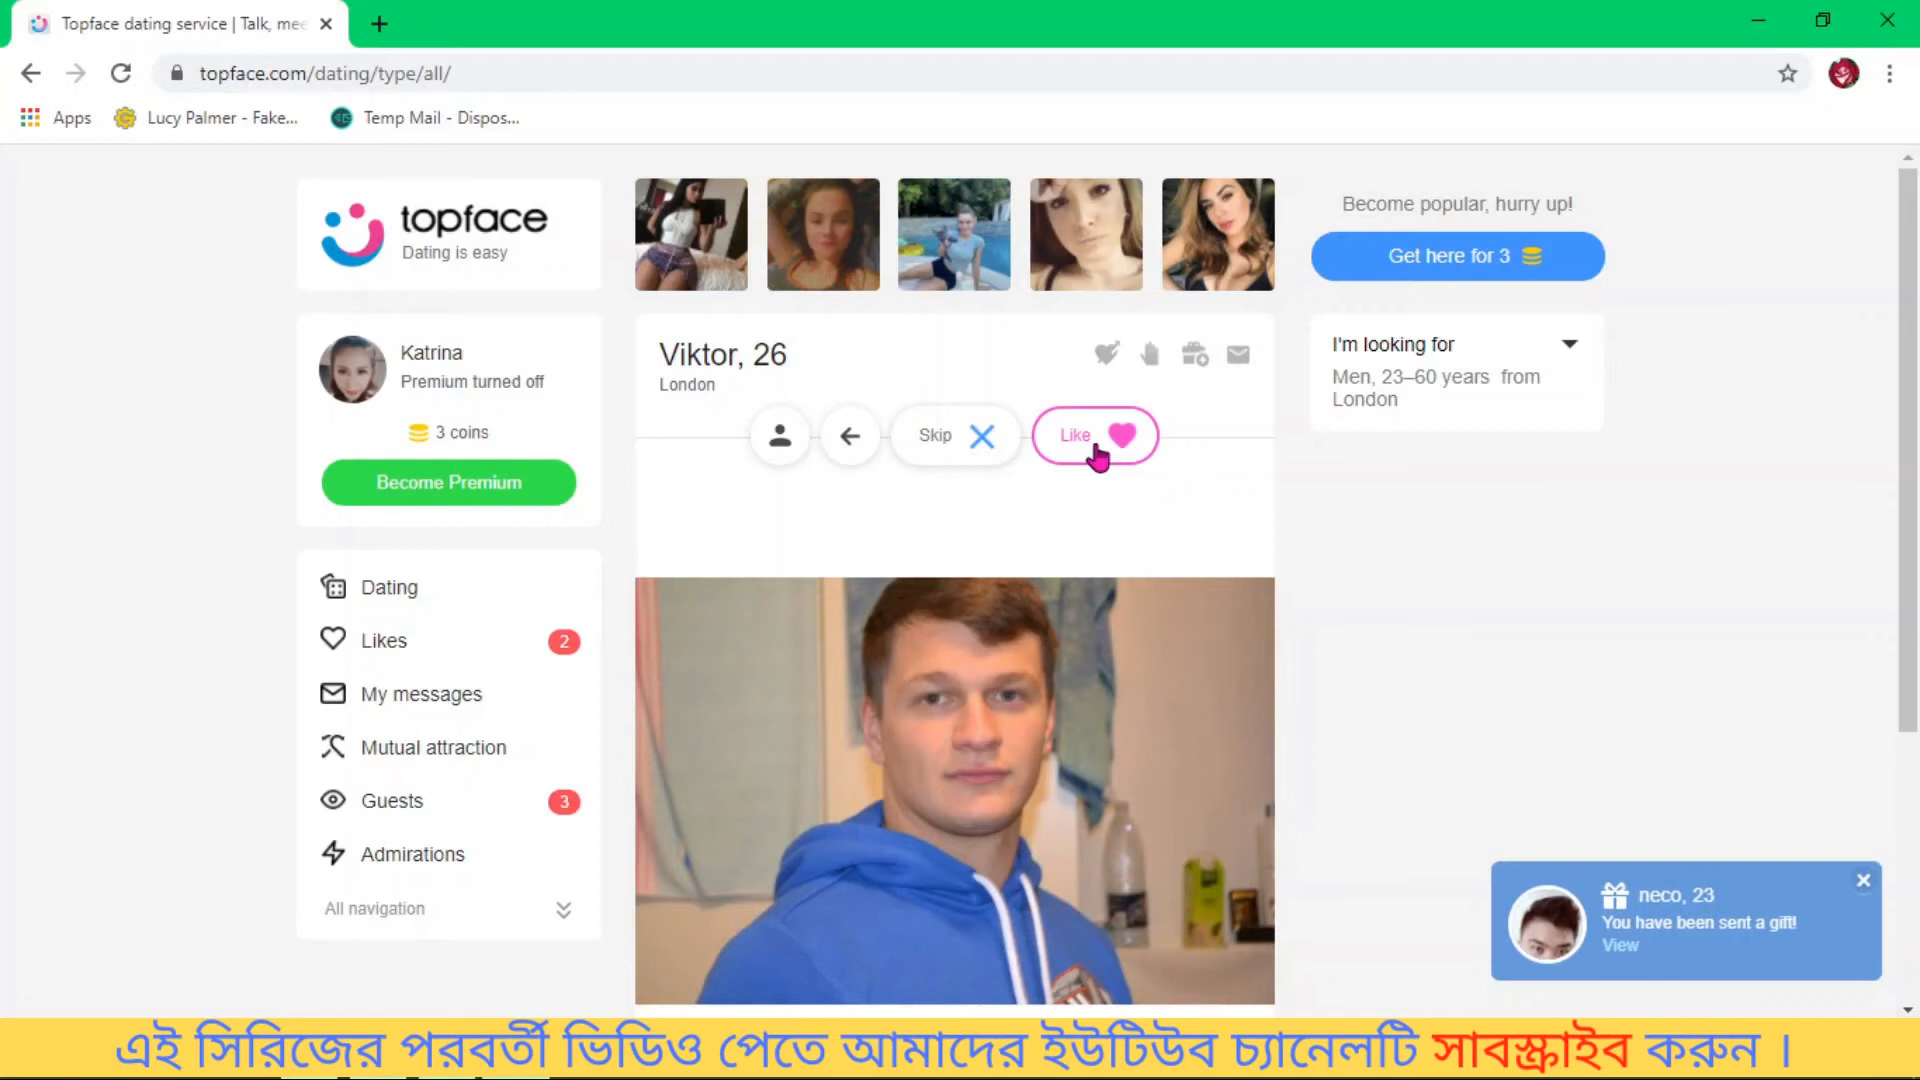 Topface dating service | Talk, mee
topface.com/dating/type/all/
Apps
Lucy Palmer - Fake...
Temp Mail - Dispos...
topface
Dating is easy
Become popular, hurry up!
Get here for 3
Katrina
Premium turned off
3 coins
Become Premium
Viktor, 26
London
Skip
Like
I'm looking for
Men, 23–60 years from
London
Dating
Likes
2
My messages
Mutual attraction
Guests
3
Admirations
All navigation
neco, 23
You have been sent a gift!
View
এই সিরিজের পরবর্তী ভিডিও পেতে আমাদের ইউটিউব চ্যানেলটি সাবস্ক্রাইব করুন ।